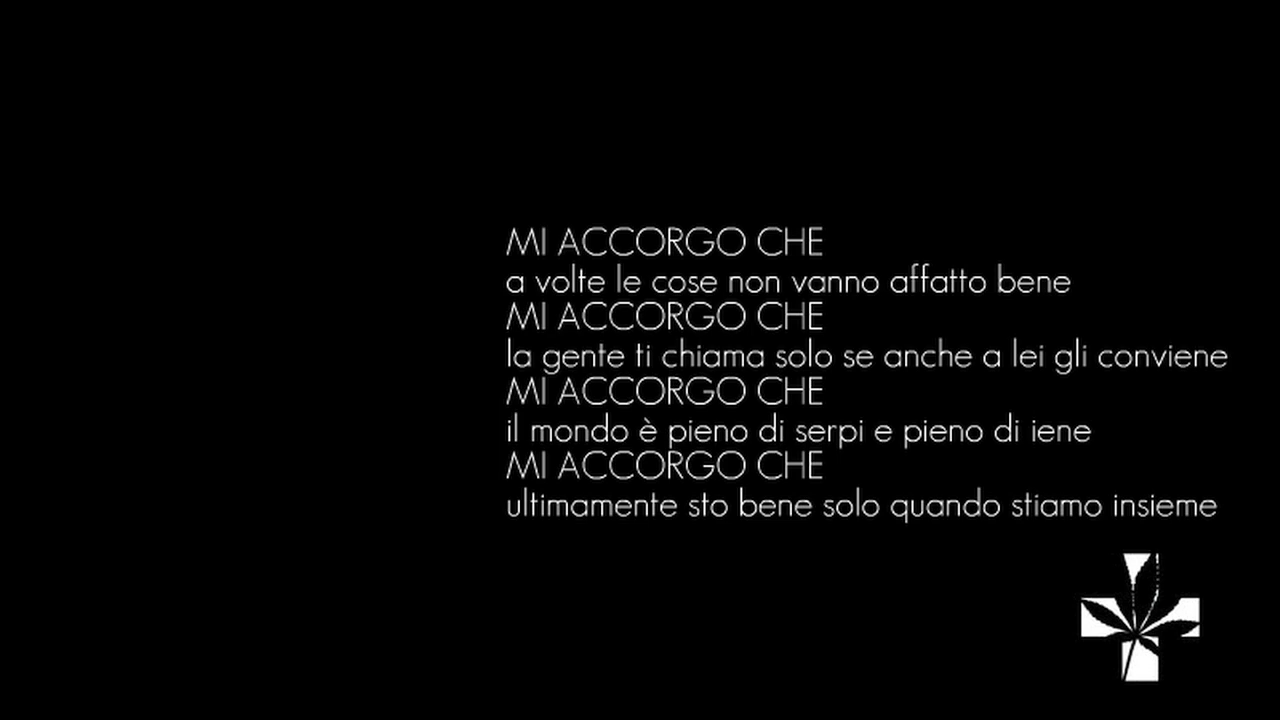 MI ACCORGO CHE
a volte le cose non vanno affatto bene
MI ACCORGO CHE
la gente ti chiama solo se anche a lei gli conviene
MI ACCORGO CHE
il mondo è pieno di serpi e pieno di iene
MI ACCORGO CHE
ultimamente sto bene solo quando stiamo insieme